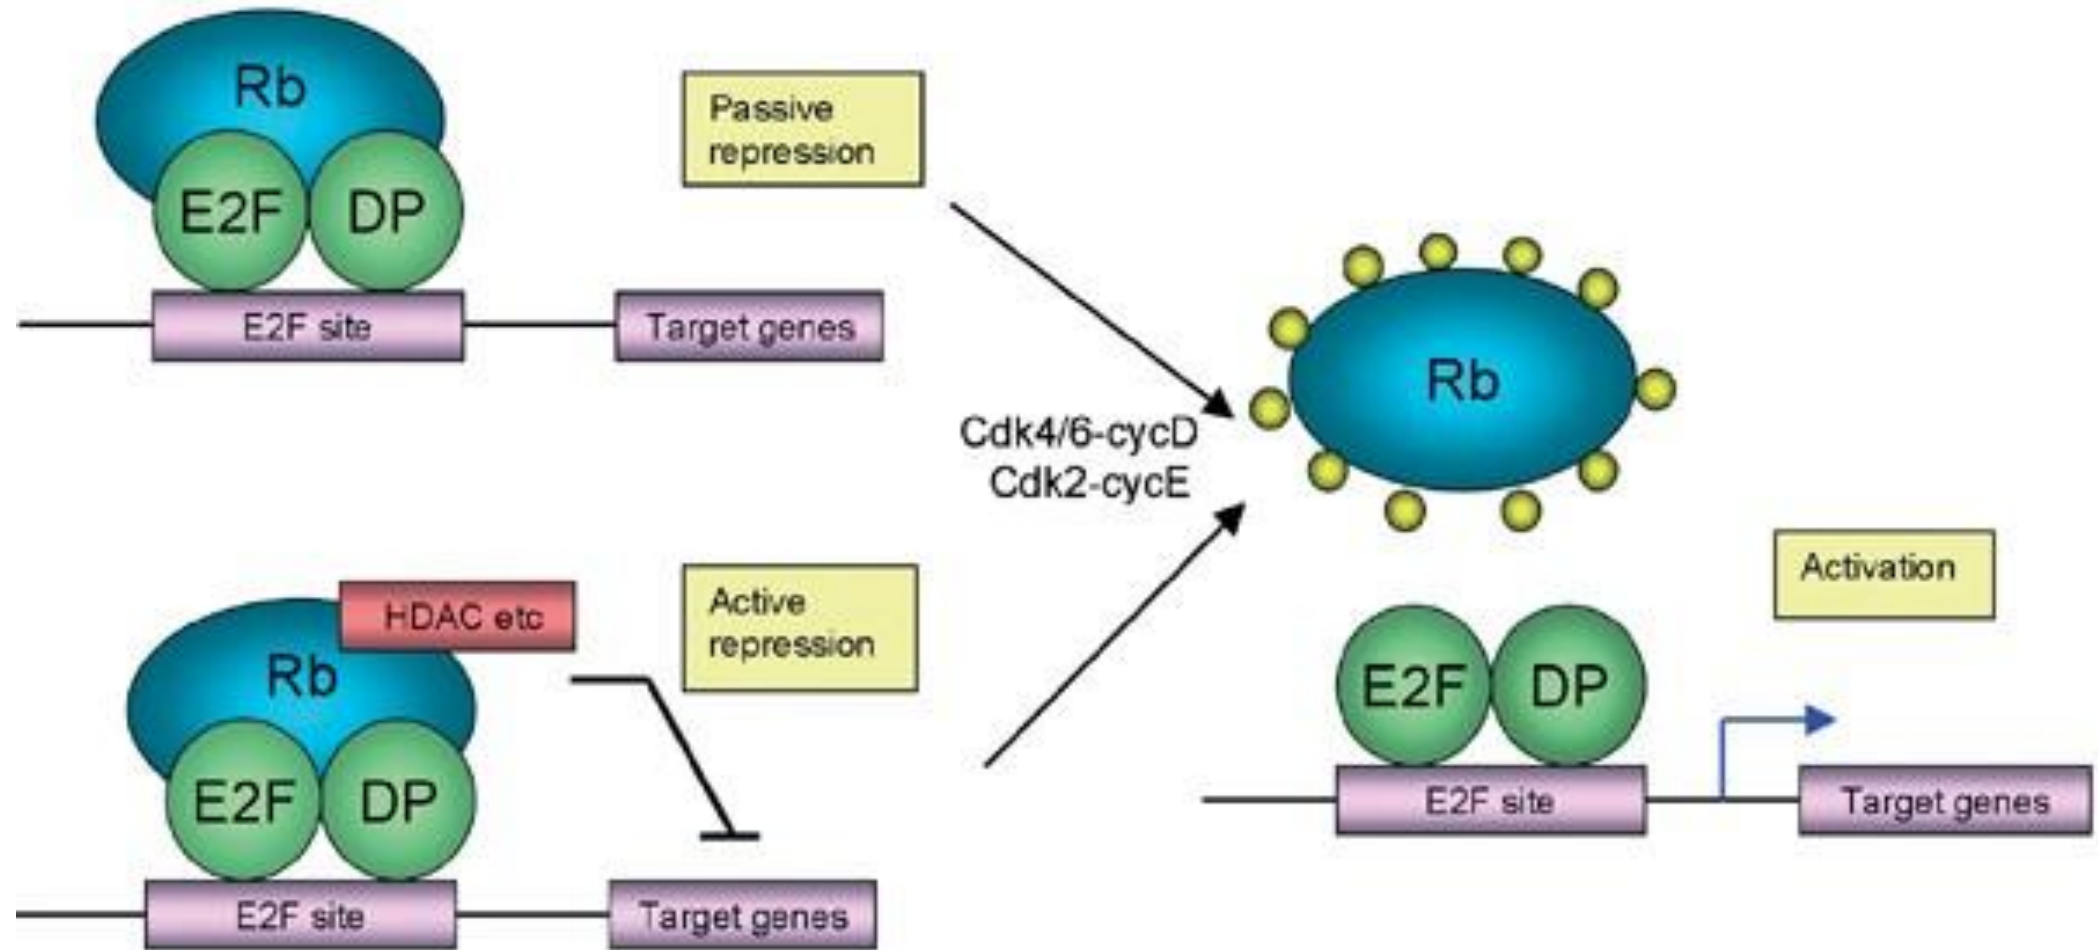 Rb
Passive
repression
E2F DP
E2F site
Target genes
Cdk4/6-cycD
Cdk2-cycE
Rb
HDAC etc
Rb
Active
repression
E2F DP
E2F site
Target genes
Activation
E2F DP
E2F site
Target genes